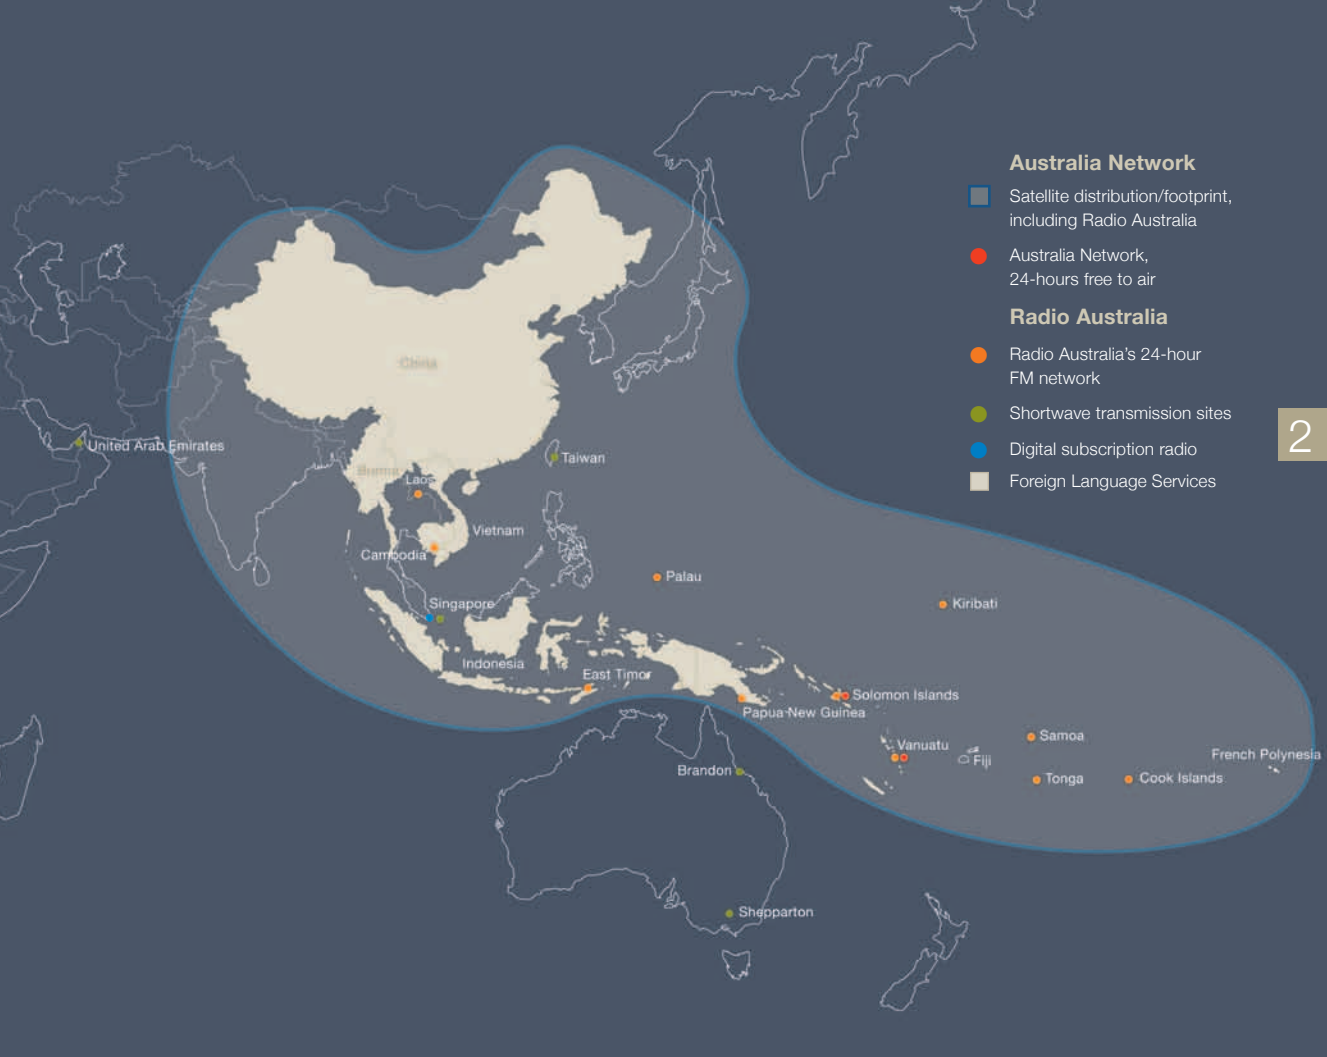 Australia Network
Satellite distribution/footprint,
including Radio Australia
Australia Network,
24-hours free to air
Radio Australia
Radio Australia's 24-hour
FM network
Shortwave transmission sites
Digital subscription radio
Foreign Language Services
2
China
United Arab Emirates
Burma
Taiwan
Laos
Vietnam
Cambodia
Palau
Singapore
Kiribati
Indonesia
East Timor
Solomon Islands
Papua New Guinea
Samoa
Vanuatu
Fiji
French Polynesia
Brandon
Tonga
Cook Islands
Shepparton